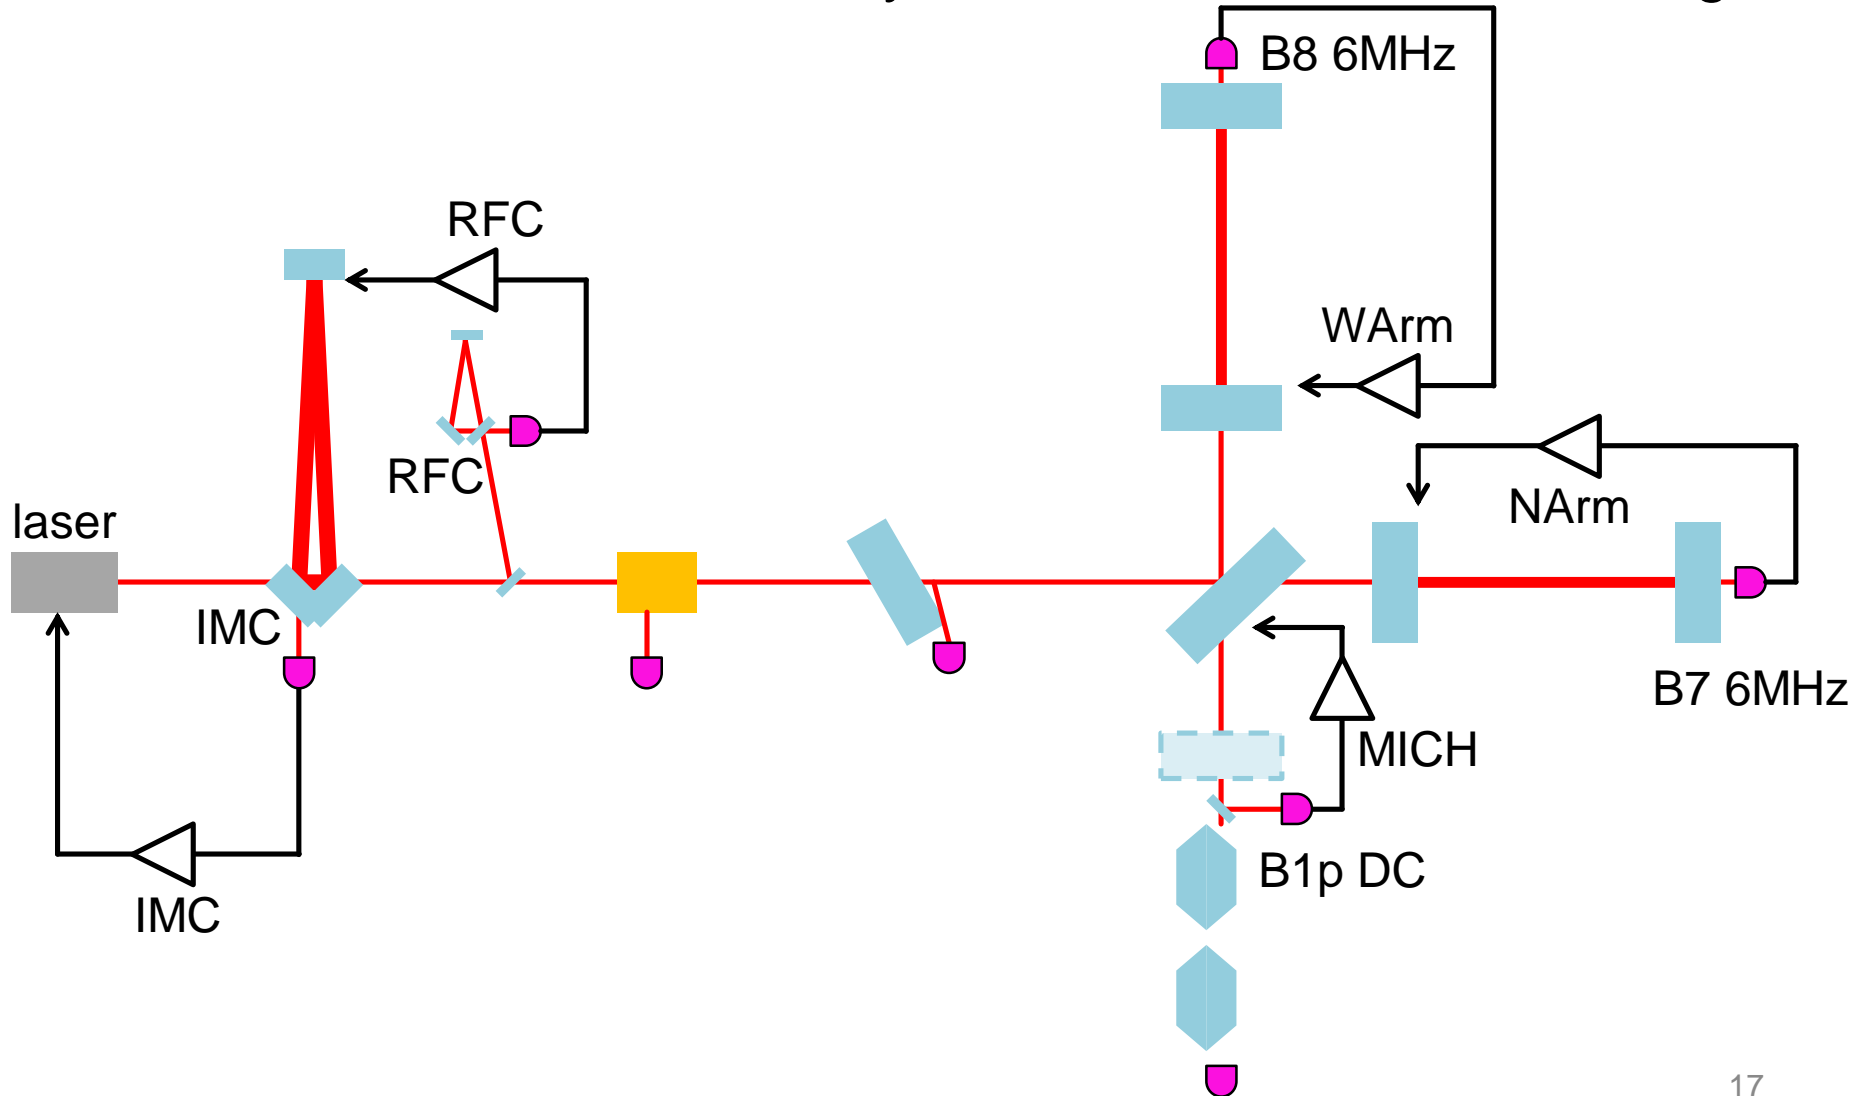 B8 6MHz
RFC
WArm
RFC
NArm
laser
IMC
B7 6MHz
MICH
B1p DC
IMC
17